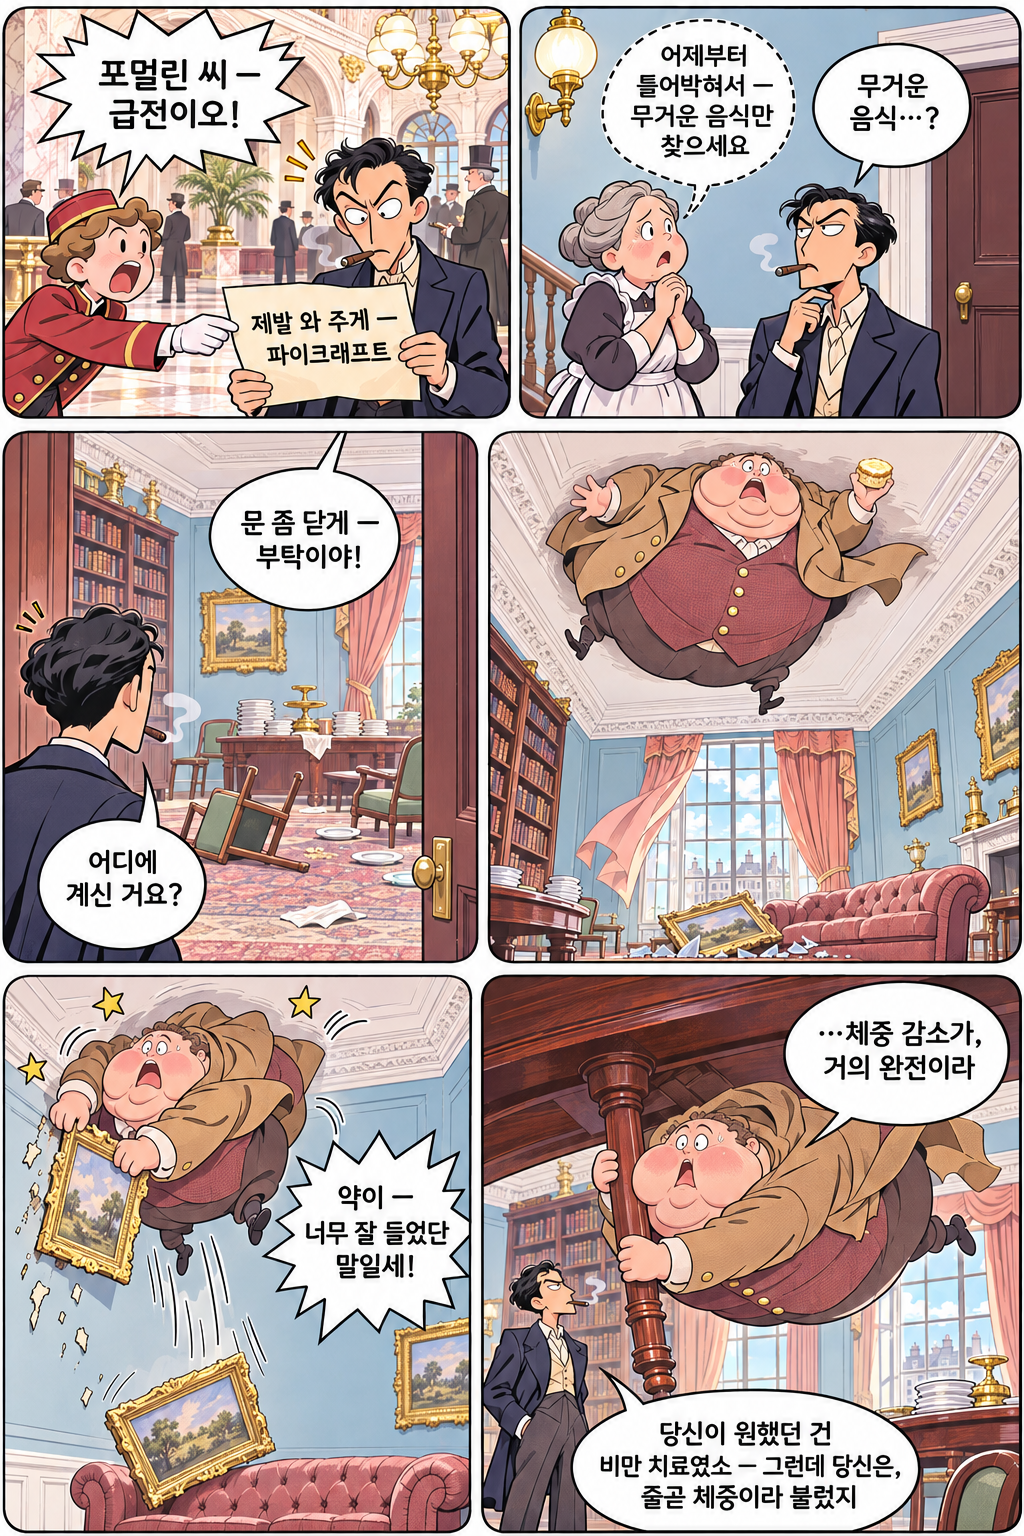 포멀린 씨 —
급전이오!
제발 와 주게 —
파이크래프트
어제부터
틀어박혀서 —
무거운 음식만
찾으세요
무거운
음식…?
문 좀 닫게 —
부탁이야!
어디에
계신 거요?
약이 —
너무 잘 들었단
말일세!
…체중 감소가,
거의 완전이라
당신이 원했던 건
비만 치료였소 — 그런데 당신은,
줄곧 체중이라 불렀지